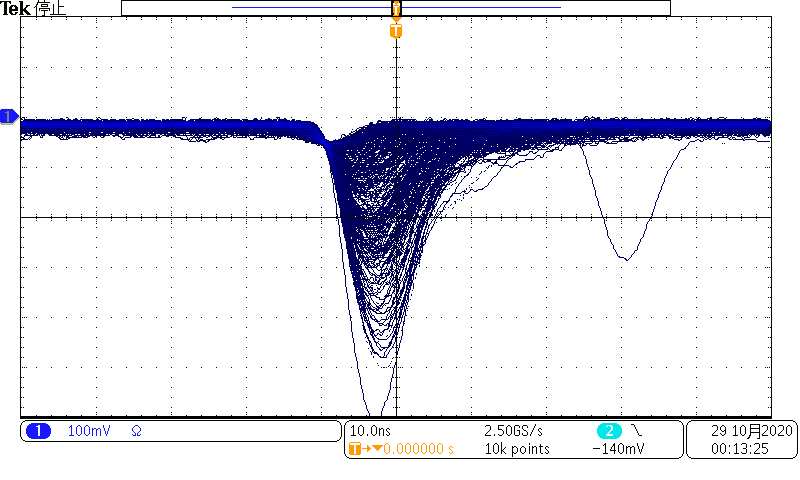 Tek 停止
T
T
1
1 100mV Ω
10.0ns 2.50GS/s 2
T→▼0.000000 s 10k points −140mV
29 10月2020
00:13:25